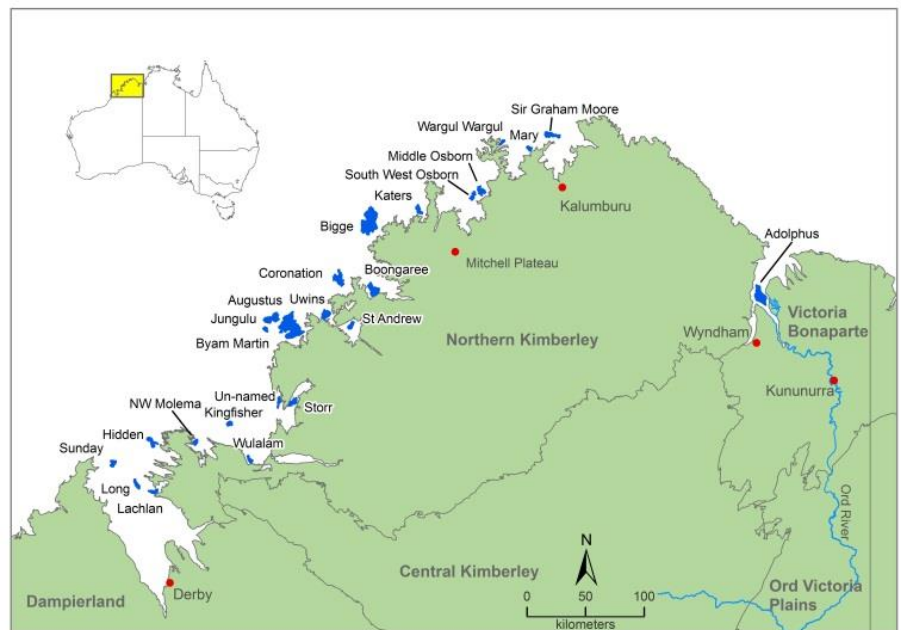 Sir Graham Moore
Wargul Wargul
Mary
Middle Osborn
South West Osborn
Katers
Kalumburu
Bigge
Adolphus
Mitchell Plateau
Coronation
Boongaree
Augustus
Uwins
Jungulu
St Andrew
Victoria
Bonaparte
Byam Martin
Northern Kimberley
Wyndham
Kununurra
Un-named
NW Molema
Kingfisher
Storr
Hidden
Wulalam
Sunday
Long
Lachlan
Ord River
N
Central Kimberley
Ord Victoria
Plains
Derby
Dampierland
0 50 100
kilometers